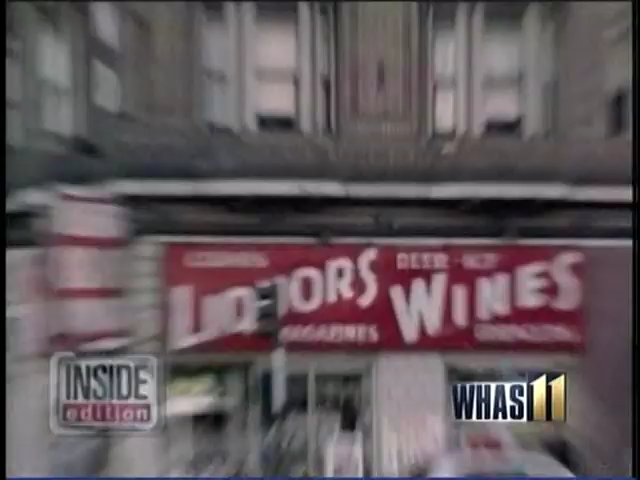 LIQUORS
BEER
WINES
MAGAZINES
INSIDE
edition
WHAS11